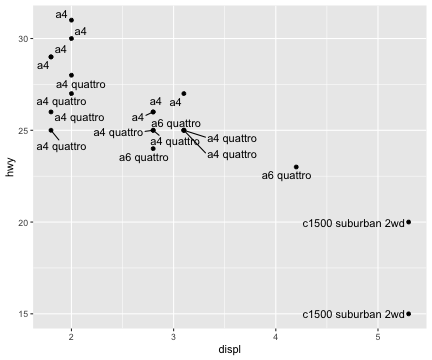 a4
a4
30
a4
a4
a4 quattro
a4 quattro
a4
a4
a4 quattro
a4
a6 quattro
a4 quattro
25
a4 quattro
a4 quattro
a4 quattro
a4 quattro
a6 quattro
a6 quattro
hwy
20
c1500 suburban 2wd
15
c1500 suburban 2wd
2
3
4
5
displ